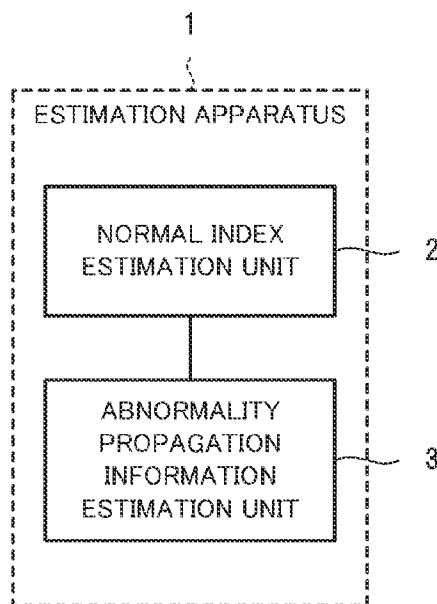 1
ESTIMATION APPARATUS
NORMAL INDEX
ESTIMATION UNIT
2
ABNORMALITY
PROPAGATION
INFORMATION
ESTIMATION UNIT
3